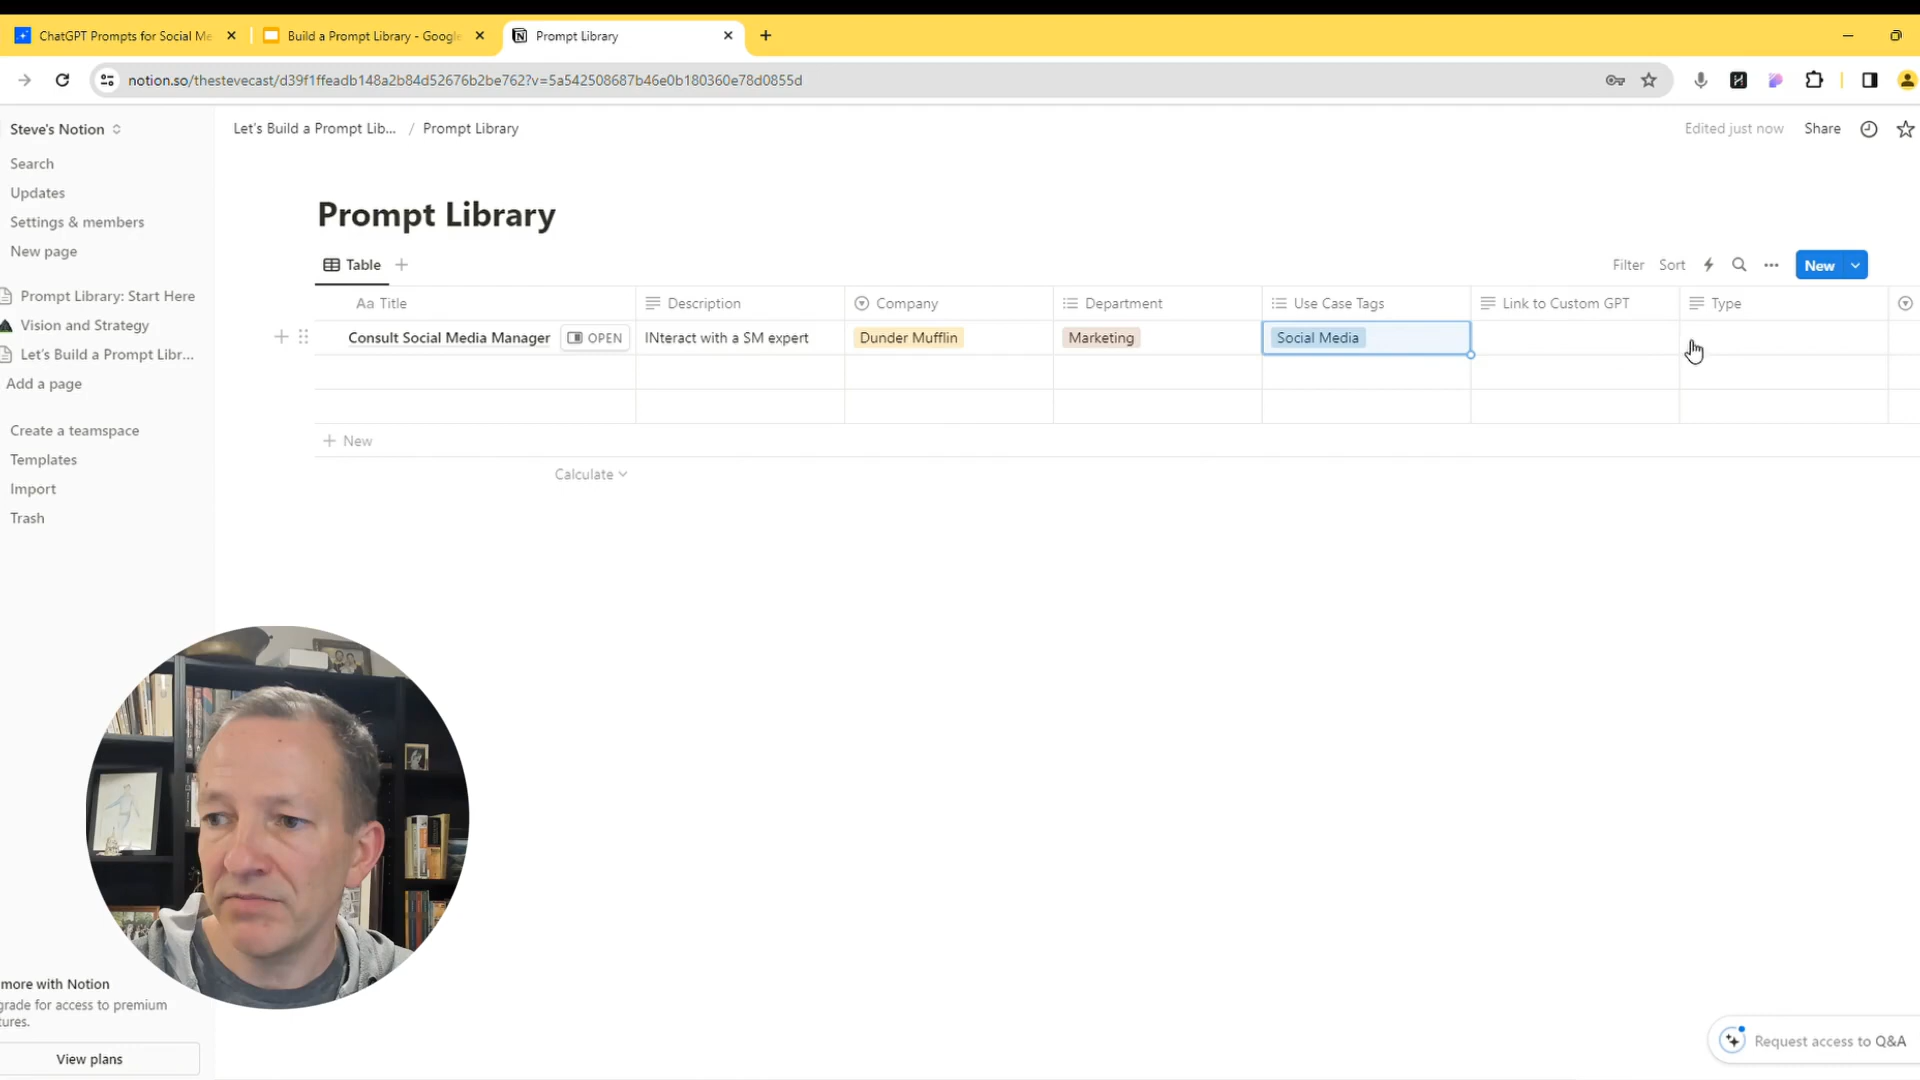 ChatGPT Prompts for Social Me
Build a Prompt Library - Google
Prompt Library
notion.so/thestevecast/d39f1ffeadb148a2b84d52676b2be762?v=5a542508687b46e0b180360e78d0855d
Steve's Notion
Let's Build a Prompt Lib... / Prompt Library
Edited just now
Share
Search
Updates
Settings & members
New page
Prompt Library: Start Here
Vision and Strategy
Let's Build a Prompt Libr...
Add a page
Create a teamspace
Templates
Import
Trash
Prompt Library
Table
Filter
Sort
New
Aa Title
Description
Company
Department
Use Case Tags
Link to Custom GPT
Type
Consult Social Media Manager
OPEN
INteract with a SM expert
Dunder Mufflin
Marketing
Social Media
New
Calculate
more with Notion
grade for access to premium
tures.
View plans
Request access to Q&A